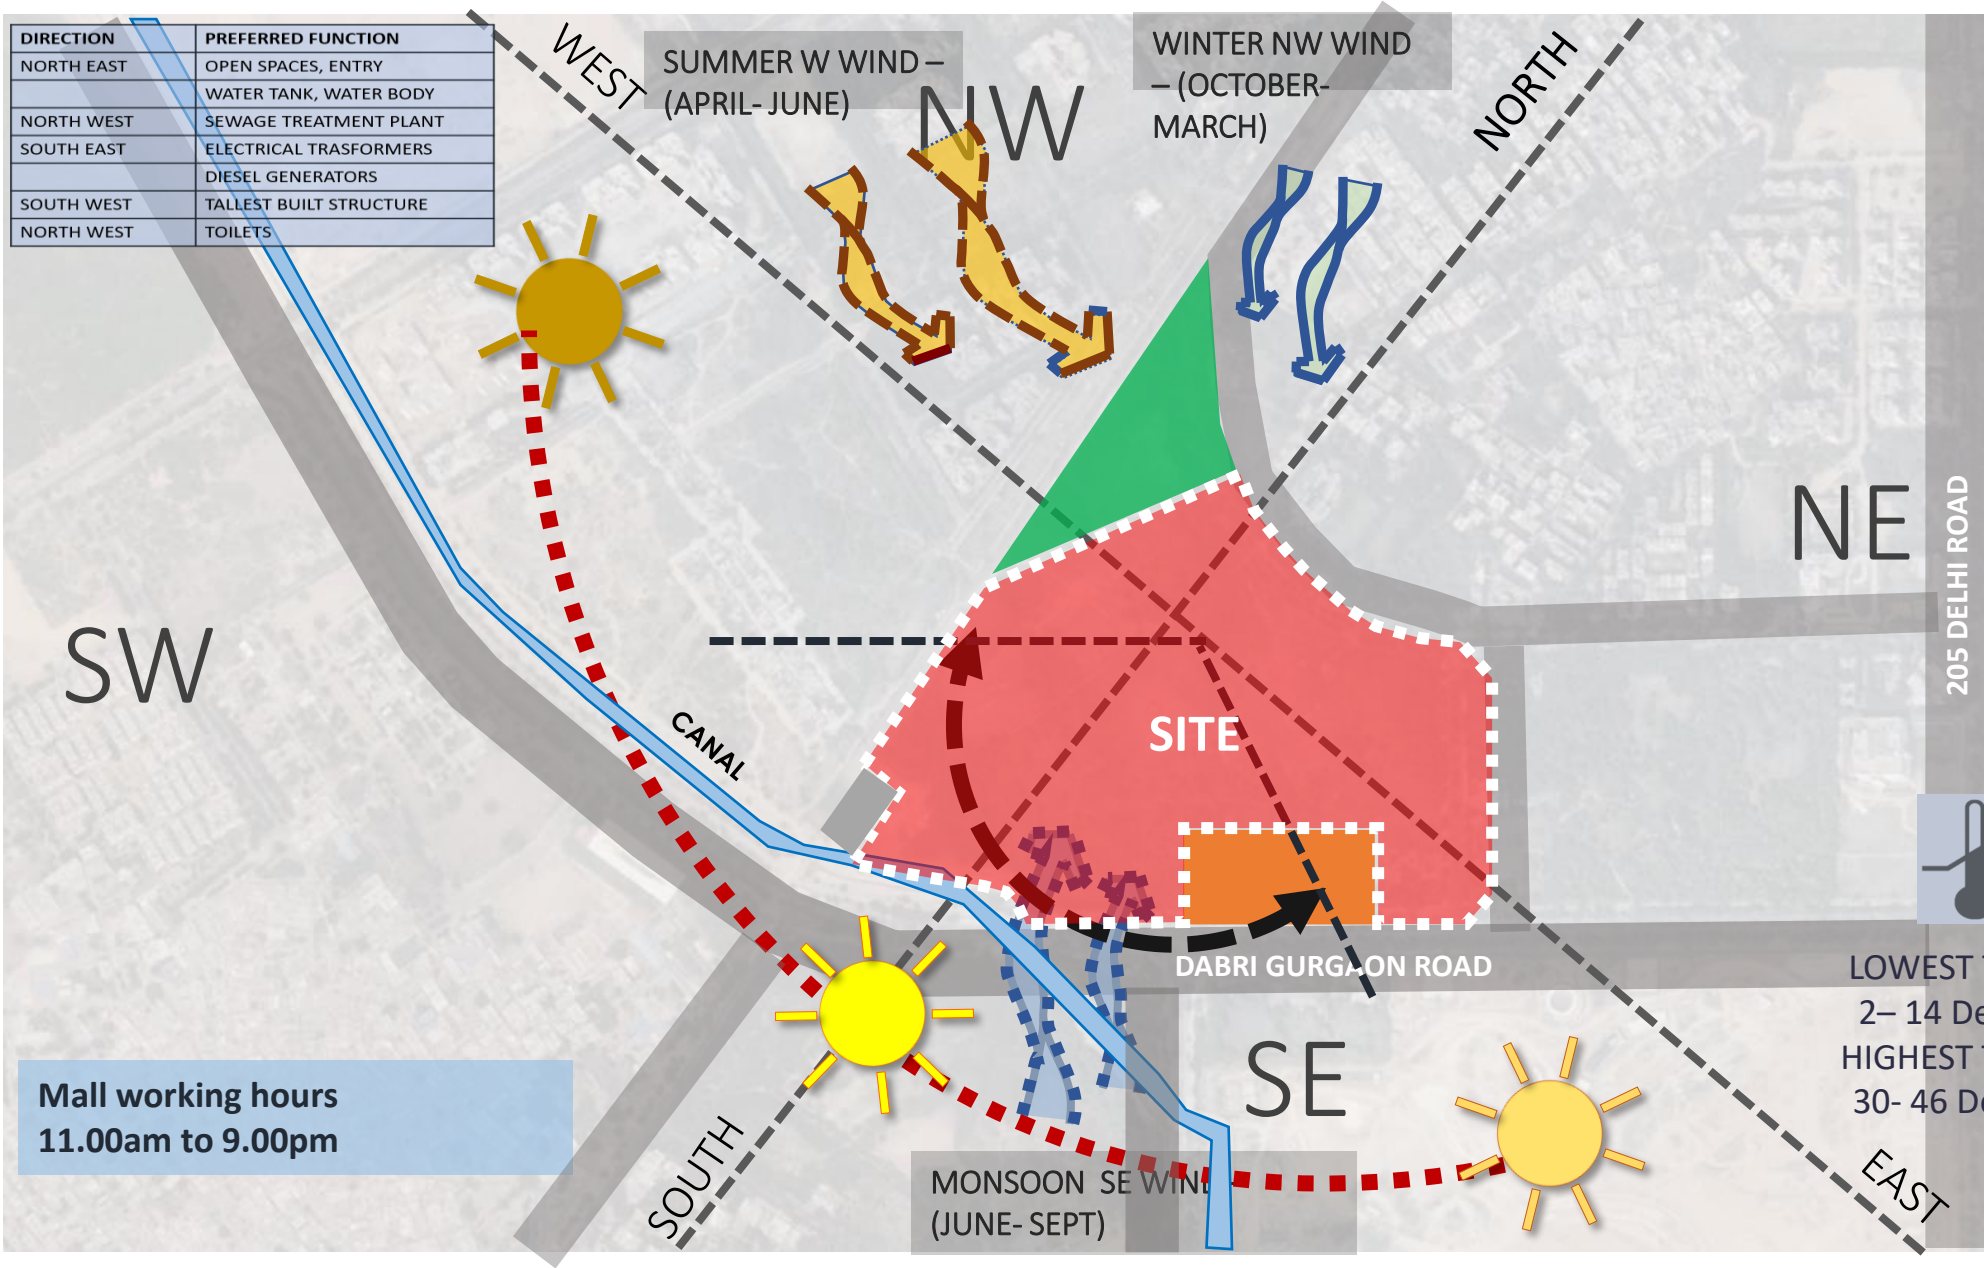 DIRECTION PREFERRED FUNCTION
NORTH EAST OPEN SPACES, ENTRY
WATER TANK, WATER BODY
NORTH WEST SEWAGE TREATMENT PLANT
SOUTH EAST ELECTRICAL TRASFORMERS
DIESEL GENERATORS
SOUTH WEST TALLEST BUILT STRUCTURE
NORTH WEST TOILETS
WEST
SUMMER W WIND –
(APRIL- JUNE)
NW
WINTER NW WIND
– (OCTOBER-
MARCH)
NORTH
NE
205 DELHI ROAD
SW
CANAL
SITE
DABRI GURGAON ROAD
LOWEST
2– 14
HIGHEST
30- 46
SE
Mall working hours
11.00am to 9.00pm
SOUTH
MONSOON SE WIND
(JUNE- SEPT)
EAST